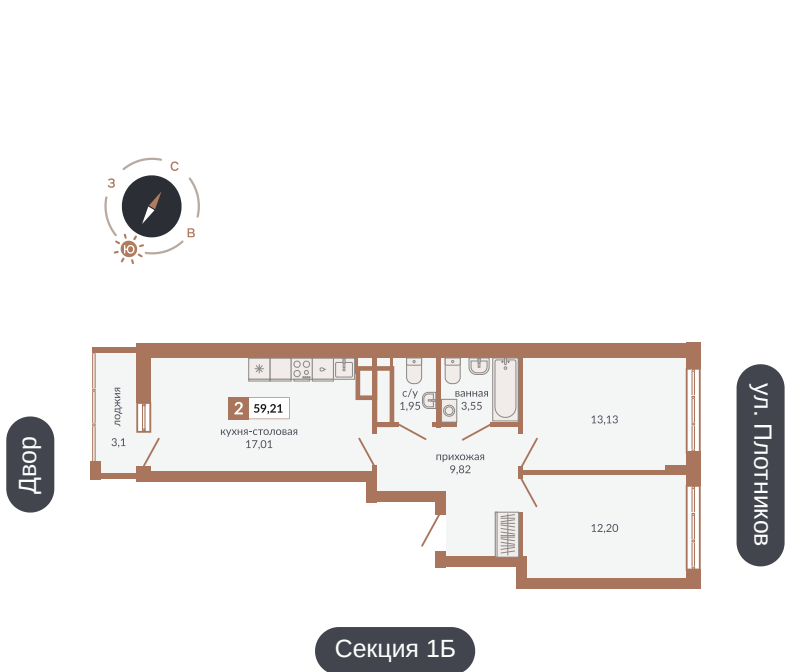 С
З
В
Ю
лоджия
3,1
2 59,21
кухня-столовая
17,01
с/у
1,95
ванная
3,55
прихожая
9,82
13,13
12,20
Двор
ул. Плотников
Секция 1Б